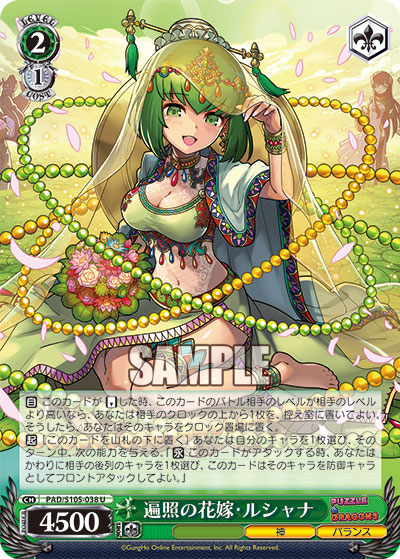 LEVEL
2
1
COST
SAMPLE
自 このカードが【】した時、このカードのバトル相手のレベルが相手のレベル
より高いなら、あなたは相手のクロックの上から1枚を、控え室に置いてよい。
そうしたら、あなたはそのキャラをクロック置場に置く。
起［このカードを山札の下に置く］あなたは自分のキャラを1枚選び、そのター
ン中、次の能力を与える。『自 このカードがアタックする時、あなたは
かわりに相手の後列のキャラを1枚選び、このカードはそのキャラを防御キャラ
としてフロントアタックしてよい。』
CH PAD/S105-038 U
POWER
4500
遍照の花嫁・ルシャナ
神
バランス
PUZZLE & DRAGONS
©GungHo Online Entertainment, Inc. All Rights Reserved.